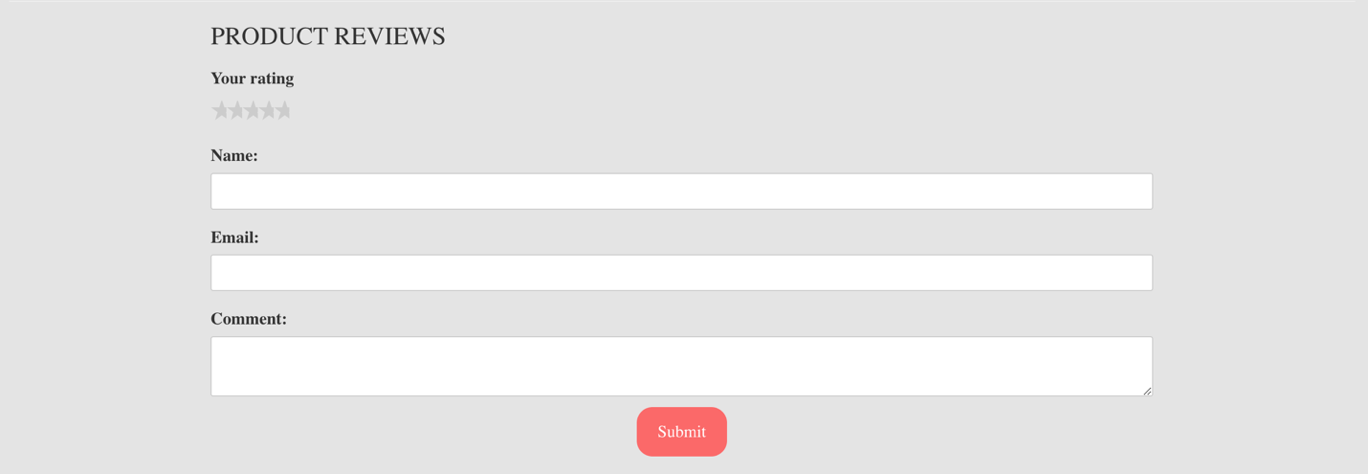 PRODUCT REVIEWS
Your rating
Name:
Email:
Comment:
Submit